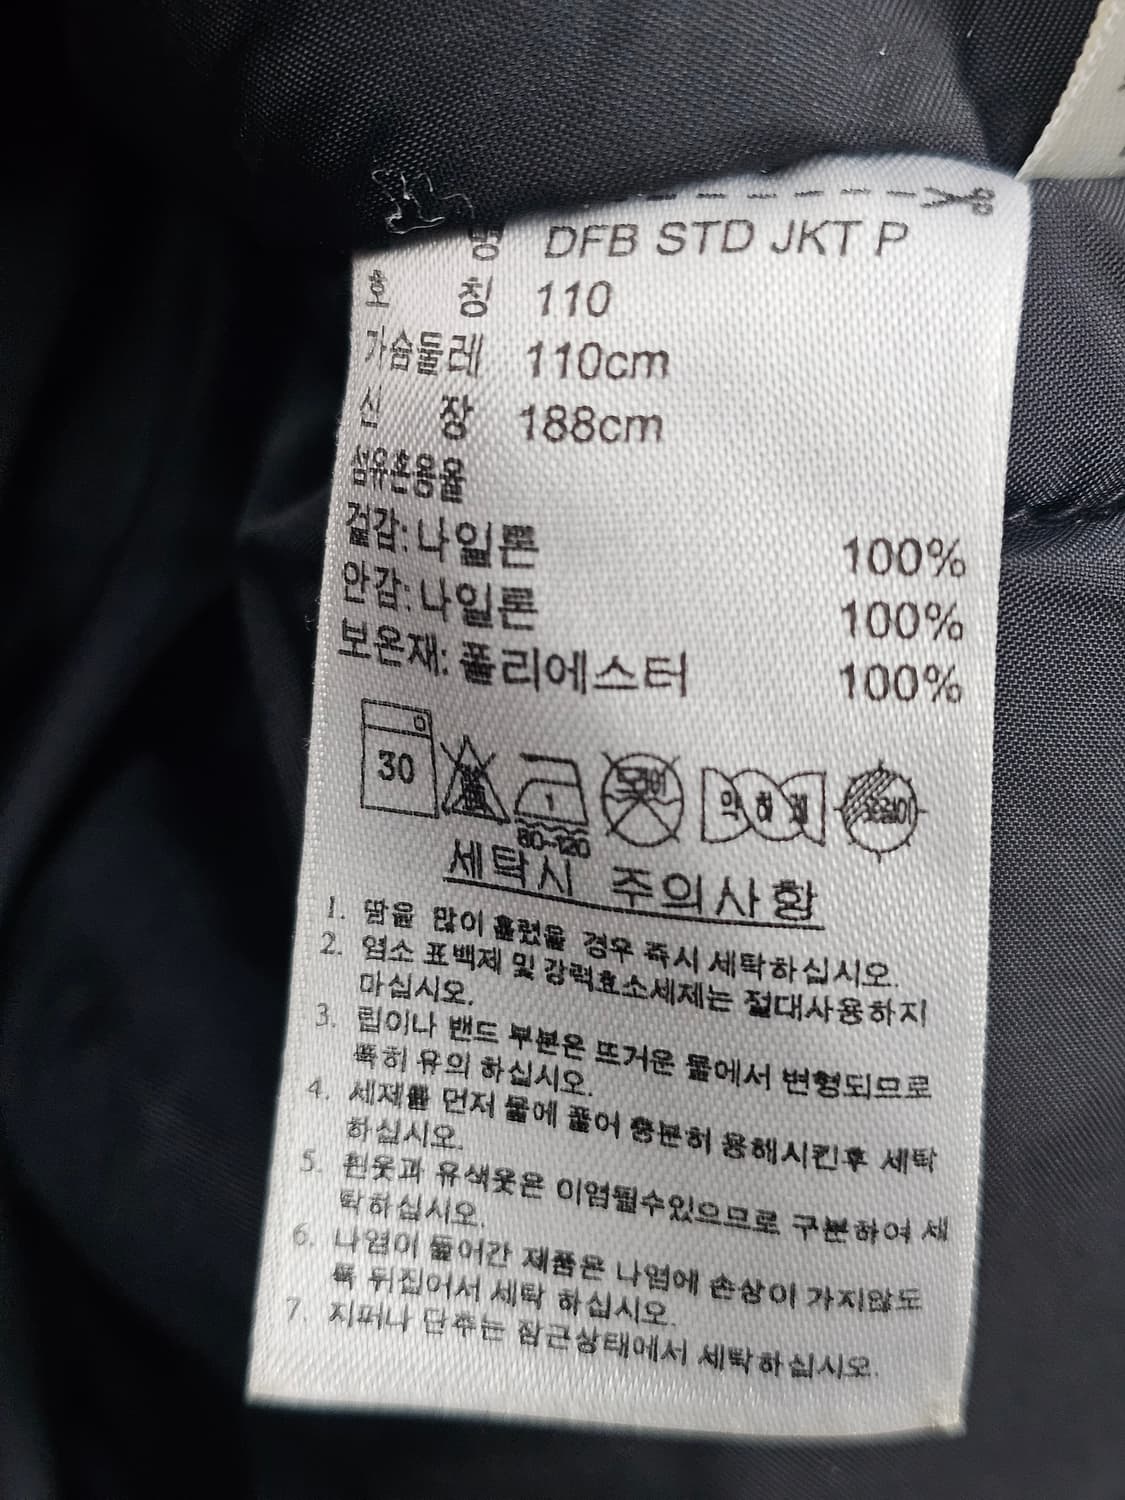 명 DFB STD JKT P
호 칭 110
가슴둘레 110cm
신 장 188cm
섬유혼용율
겉감: 나일론 100%
안감: 나일론 100%
보온재: 폴리에스터 100%
30 1 드라이 약하게 옷걸이
80~120
세탁시 주의사항
1. 땀을 많이 흘렸을 경우 즉시 세탁하십시오.
2. 염소 표백제 및 강력효소세제는 절대사용하지
마십시오.
3. 립이나 밴드 부분은 뜨거운 물에서 변형되므로
특히 유의 하십시오.
4. 세제를 먼저 물에 풀어 충분히 용해시킨후 세탁
하십시오.
5. 흰옷과 유색옷은 이염될수있으므로 구분하여 세
탁하십시오.
6. 나염이 들어간 제품은 나염에 손상이 가지않도
록 뒤집어서 세탁 하십시오.
7. 지퍼나 단추는 잠근상태에서 세탁하십시오.